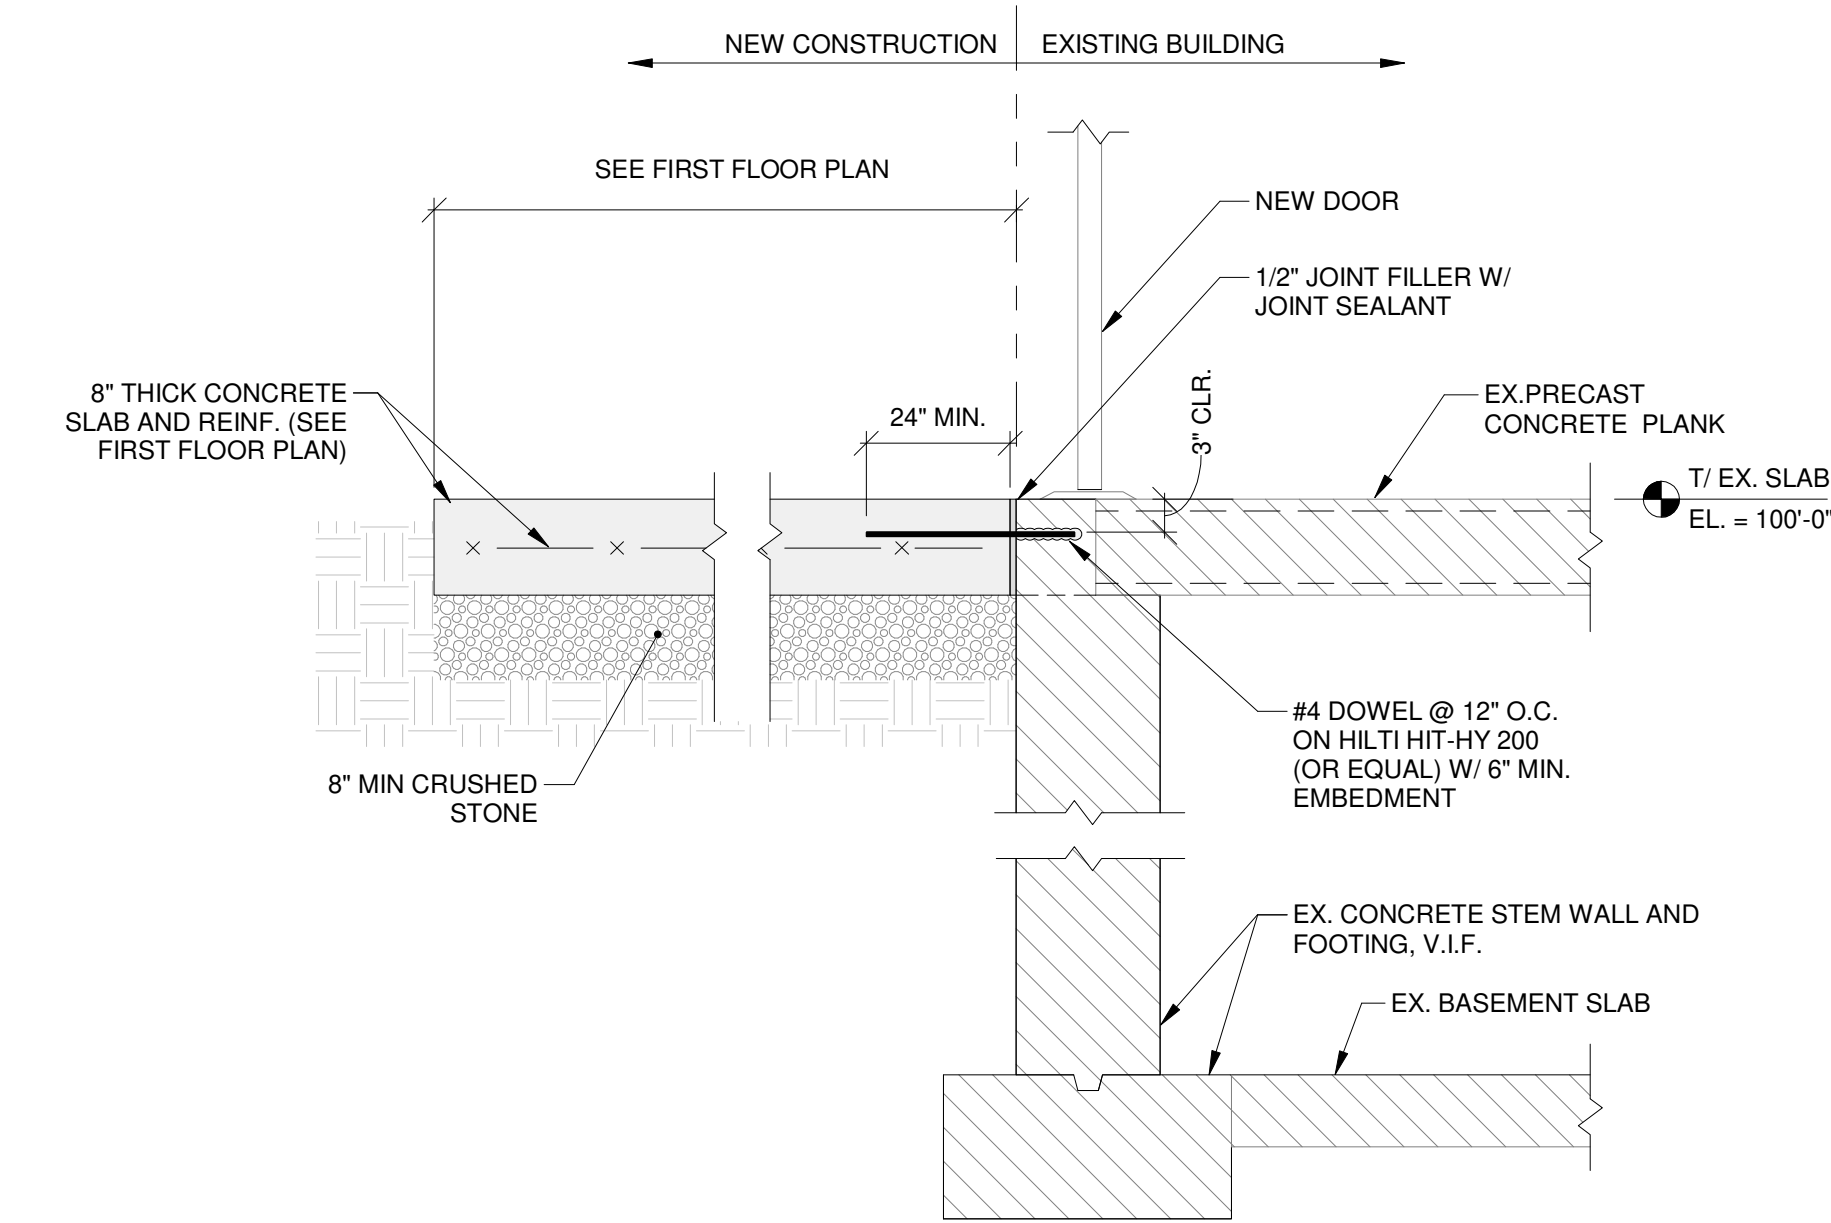 NEW CONSTRUCTION
EXISTING BUILDING
SEE FIRST FLOOR PLAN
NEW DOOR
1/2" JOINT FILLER W/
JOINT SEALANT
8" THICK CONCRETE
SLAB AND REINF. (SEE
FIRST FLOOR PLAN)
24" MIN.
3" CLR.
EX.PRECAST
CONCRETE PLANK
T/ EX. SLAB
EL. = 100'-0"
#4 DOWEL @ 12" O.C.
ON HILTI HIT-HY 200
(OR EQUAL) W/ 6" MIN.
EMBEDMENT
8" MIN CRUSHED
STONE
EX. CONCRETE STEM WALL AND
FOOTING, V.I.F.
EX. BASEMENT SLAB